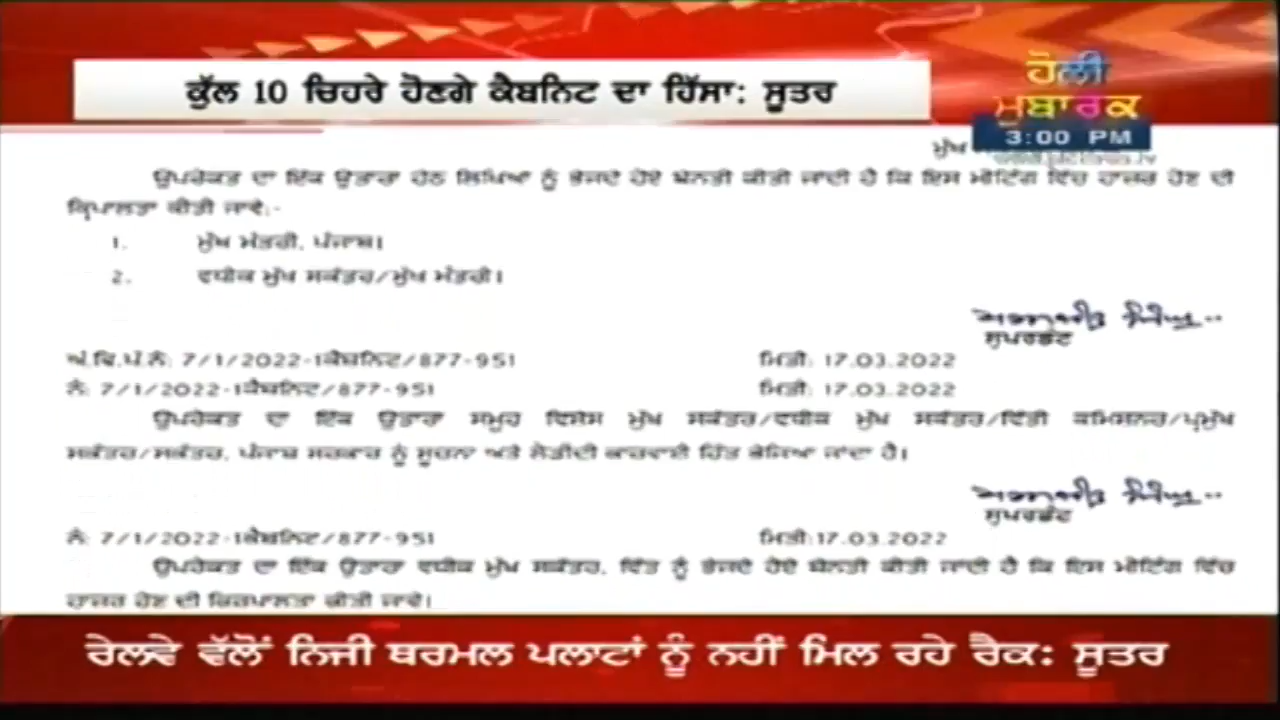 ਕੁੱਲ 10 ਚਿਹਰੇ ਹੋਣਗੇ ਕੈਬਨਿਟ ਦਾ ਹਿੱਸਾ: ਸੂਤਰ
ਹੋਲੀ
ਮੁਬਾਰਕ
3:00 PM
ਮੁੱਖ
ਉਪਰੋਕਤ ਦਾ ਇੱਕ ਉਤਾਰਾ ਹੇਠ ਲਿਖਿਆ ਨੂੰ ਭੇਜਦੇ ਹੋਏ ਬੇਨਤੀ ਕੀਤੀ ਜਾਂਦੀ ਹੈ ਕਿ ਇਸ ਮੀਟਿੰਗ ਵਿੱਚ ਹਾਜ਼ਰ ਹੋਣ ਦੀ
ਕ੍ਰਿਪਾਲਤਾ ਕੀਤੀ ਜਾਵੇ:-
1. ਮੁੱਖ ਮੰਤਰੀ, ਪੰਜਾਬ।
2. ਵਧੀਕ ਮੁੱਖ ਸਕੱਤਰ/ਮੁੱਖ ਮੰਤਰੀ।
ਸੁਪਰਡੰਟ
ਅੰ.ਵਿ.ਪੱ.ਨੰ: 7/1/2022-1ਕੈਬਨਿਟ/877-951 ਮਿਤੀ: 17.03.2022
ਨੰ: 7/1/2022-1ਕੈਬਨਿਟ/877-951 ਮਿਤੀ: 17.03.2022
ਉਪਰੋਕਤ ਦਾ ਇੱਕ ਉਤਾਰਾ ਸਮੂਹ ਵਿਸ਼ੇਸ਼ ਮੁੱਖ ਸਕੱਤਰ/ਵਧੀਕ ਮੁੱਖ ਸਕੱਤਰ/ਵਿੱਤੀ ਕਮਿਸ਼ਨਰ/ਪ੍ਰਮੁੱਖ
ਸਕੱਤਰ/ਸਕੱਤਰ, ਪੰਜਾਬ ਸਰਕਾਰ ਨੂੰ ਸੂਚਨਾ ਅਤੇ ਲੋੜੀਂਦੀ ਕਾਰਵਾਈ ਹਿੱਤ ਭੇਜਿਆ ਜਾਂਦਾ ਹੈ।
ਸੁਪਰਡੰਟ
ਨੰ: 7/1/2022-1ਕੈਬਨਿਟ/877-951 ਮਿਤੀ:17.03.2022
ਉਪਰੋਕਤ ਦਾ ਇੱਕ ਉਤਾਰਾ ਵਧੀਕ ਮੁੱਖ ਸਕੱਤਰ, ਵਿੱਤ ਨੂੰ ਭੇਜਦੇ ਹੋਏ ਬੇਨਤੀ ਕੀਤੀ ਜਾਂਦੀ ਹੈ ਕਿ ਇਸ ਮੀਟਿੰਗ ਵਿੱਚ
ਹਾਜ਼ਰ ਹੋਣ ਦੀ ਕਿਰਪਾਲਤਾ ਕੀਤੀ ਜਾਵੇ।
ਰੇਲਵੇ ਵੱਲੋਂ ਨਿਜੀ ਥਰਮਲ ਪਲਾਟਾਂ ਨੂੰ ਨਹੀਂ ਮਿਲ ਰਹੇ ਰੈਕ: ਸੂਤਰ